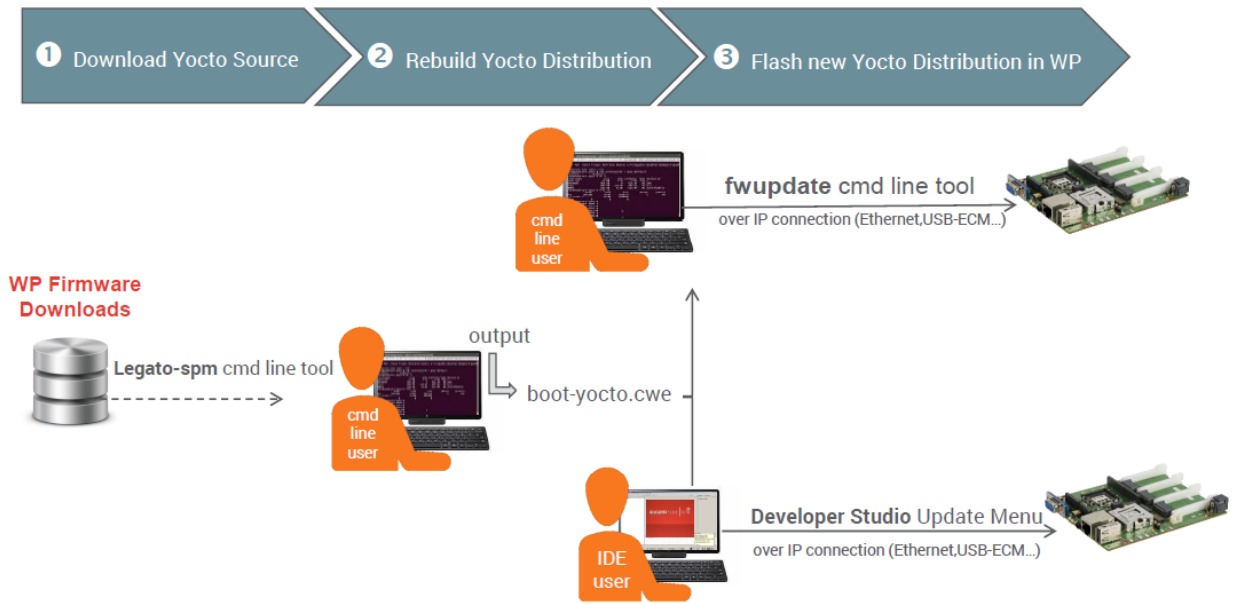 1 Download Yocto Source
2 Rebuild Yocto Distribution
3 Flash new Yocto Distribution in WP
cmd
line
user
fwupdate cmd line tool
over IP connection (Ethernet,USB-ECM...)
WP Firmware
Downloads
Legato-spm cmd line tool
cmd
line
user
output
boot-yocto.cwe
IDE
user
Developer Studio Update Menu
over IP connection (Ethernet,USB-ECM...)